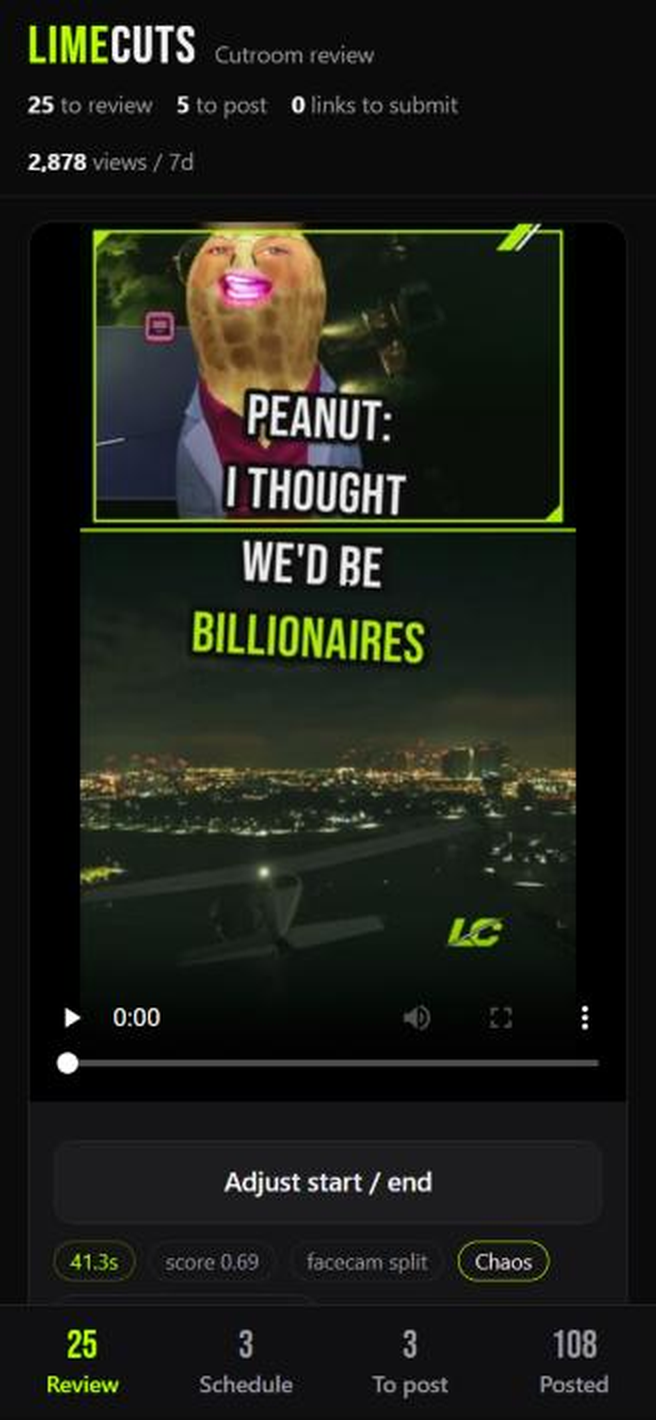 LIMECUTS Cutroom review
25 to review 5 to post 0 links to submit
2,878 views / 7d
PEANUT:
I THOUGHT
WE'D BE
BILLIONAIRES
LC
0:00
Adjust start / end
41.3s score 0.69 facecam split Chaos
25 3 3 108
Review Schedule To post Posted